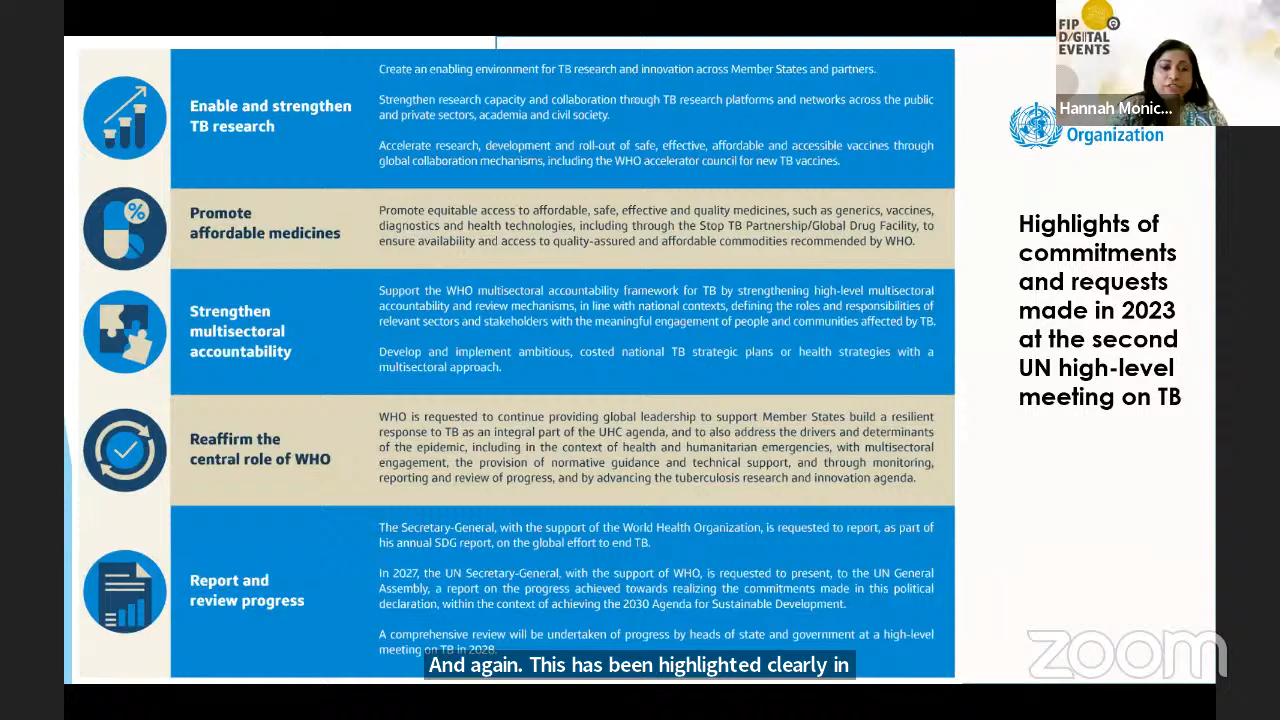 FIP
DIGITAL
EVENTS
Hannah Monic...
Organization
Highlights of
commitments
and requests
made in 2023
at the second
UN high-level
meeting on TB
Enable and strengthen
TB research
Create an enabling environment for TB research and innovation across Member States and partners.
Strengthen research capacity and collaboration through TB research platforms and networks across the public
and private sectors, academia and civil society.
Accelerate research, development and roll-out of safe, effective, affordable and accessible vaccines through
global collaboration mechanisms, including the WHO accelerator council for new TB vaccines.
%
Promote
affordable medicines
Promote equitable access to affordable, safe, effective and quality medicines, such as generics, vaccines,
diagnostics and health technologies, including through the Stop TB Partnership/Global Drug Facility, to
ensure availability and access to quality-assured and affordable commodities recommended by WHO.
Strengthen
multisectoral
accountability
Support the WHO multisectoral accountability framework for TB by strengthening high-level multisectoral
accountability and review mechanisms, in line with national contexts, defining the roles and responsibilities of
relevant sectors and stakeholders with the meaningful engagement of people and communities affected by TB.
Develop and implement ambitious, costed national TB strategic plans or health strategies with a
multisectoral approach.
Reaffirm the
central role of WHO
WHO is requested to continue providing global leadership to support Member States build a resilient
response to TB as an integral part of the UHC agenda, and to also address the drivers and determinants
of the epidemic, including in the context of health and humanitarian emergencies, with multisectoral
engagement, the provision of normative guidance and technical support, and through monitoring,
reporting and review of progress, and by advancing the tuberculosis research and innovation agenda.
Report and
review progress
The Secretary-General, with the support of the World Health Organization, is requested to report, as part of
his annual SDG report, on the global effort to end TB.
In 2027, the UN Secretary-General, with the support of WHO, is requested to present, to the UN General
Assembly, a report on the progress achieved towards realizing the commitments made in this political
declaration, within the context of achieving the 2030 Agenda for Sustainable Development.
A comprehensive review will be undertaken of progress by heads of state and government at a high-level
meeting on TB in 2028.
And again. This has been highlighted clearly in
zoom